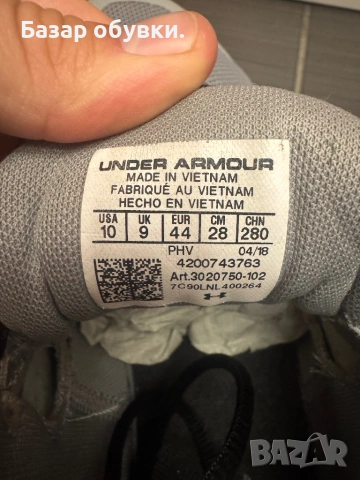 Базар обувки.
UNDER ARMOUR
MADE IN VIETNAM
FABRIQUÉ AU VIETNAM
HECHO EN VIETNAM
USA UK EUR CM CHN
10 9 44 28 280
PHV 04/18
4200743763
Art.3020750-102
7C90LNL400264
BAZAR